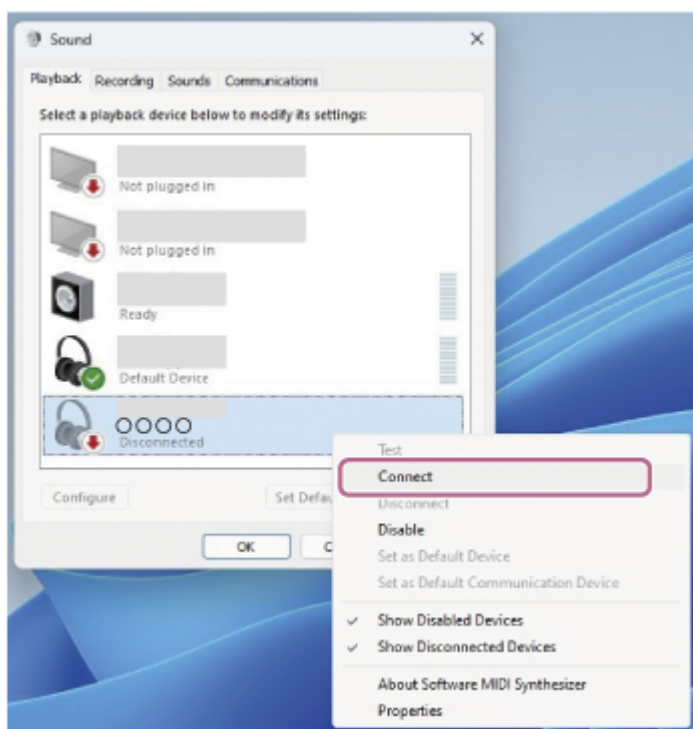 Sound
Playback Recording Sounds Communications
Select a playback device below to modify its settings:
Not plugged in
Not plugged in
Ready
Default Device
OOOO
Disconnected
Configure
OK
Test
Connect
Disconnect
Disable
Set as Default Device
Set as Default Communication Device
Show Disabled Devices
Show Disconnected Devices
About Software MIDI Synthesizer
Properties